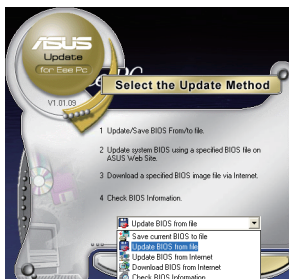 ASUS
Update
for Eee Pc
V1.01.09
Select the Update Method
1 Update/Save BIOS From/to file.
2 Update system BIOS using a specified BIOS file on
ASUS Web Site.
3 Download a specified BIOS image file via Internet.
4 Check BIOS Information.
Update BIOS from file
Save current BIOS to file
Update BIOS from file
Update BIOS from Internet
Download BIOS from Internet
Check BIOS Information